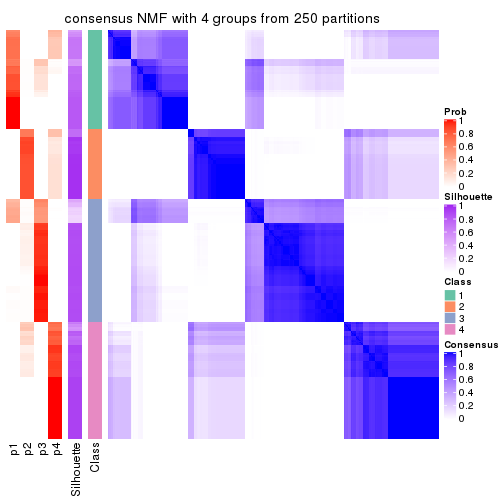 consensus NMF with 4 groups from 250 partitions
Prob
1
0.8
0.6
0.4
0.2
0
Silhouette
1
0.8
0.6
0.4
0.2
0
Class
1
2
3
4
Consensus
1
0.8
0.6
0.4
0.2
0
p1
p2
p3
p4
Silhouette
Class